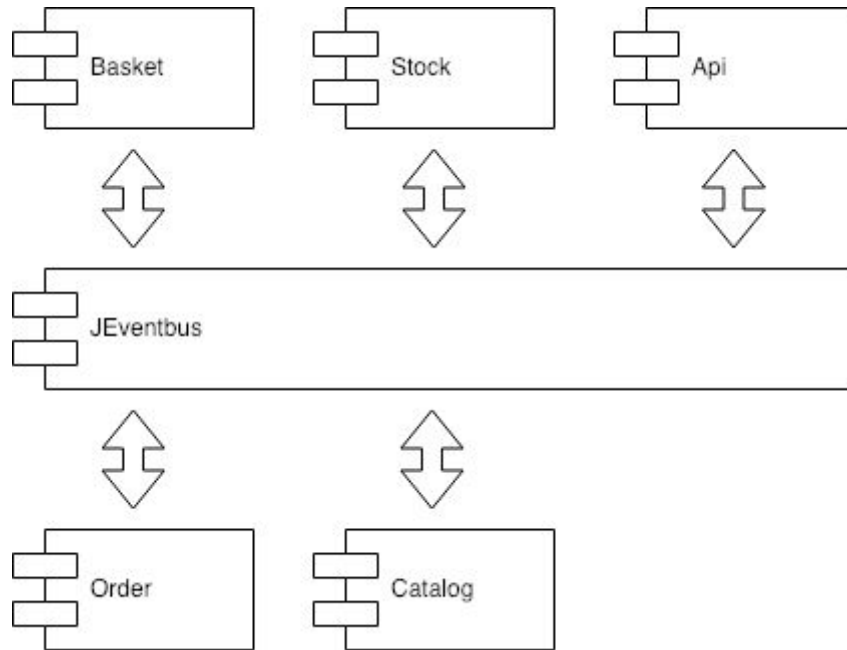 Basket
Stock
Api
JEventbus
Order
Catalog